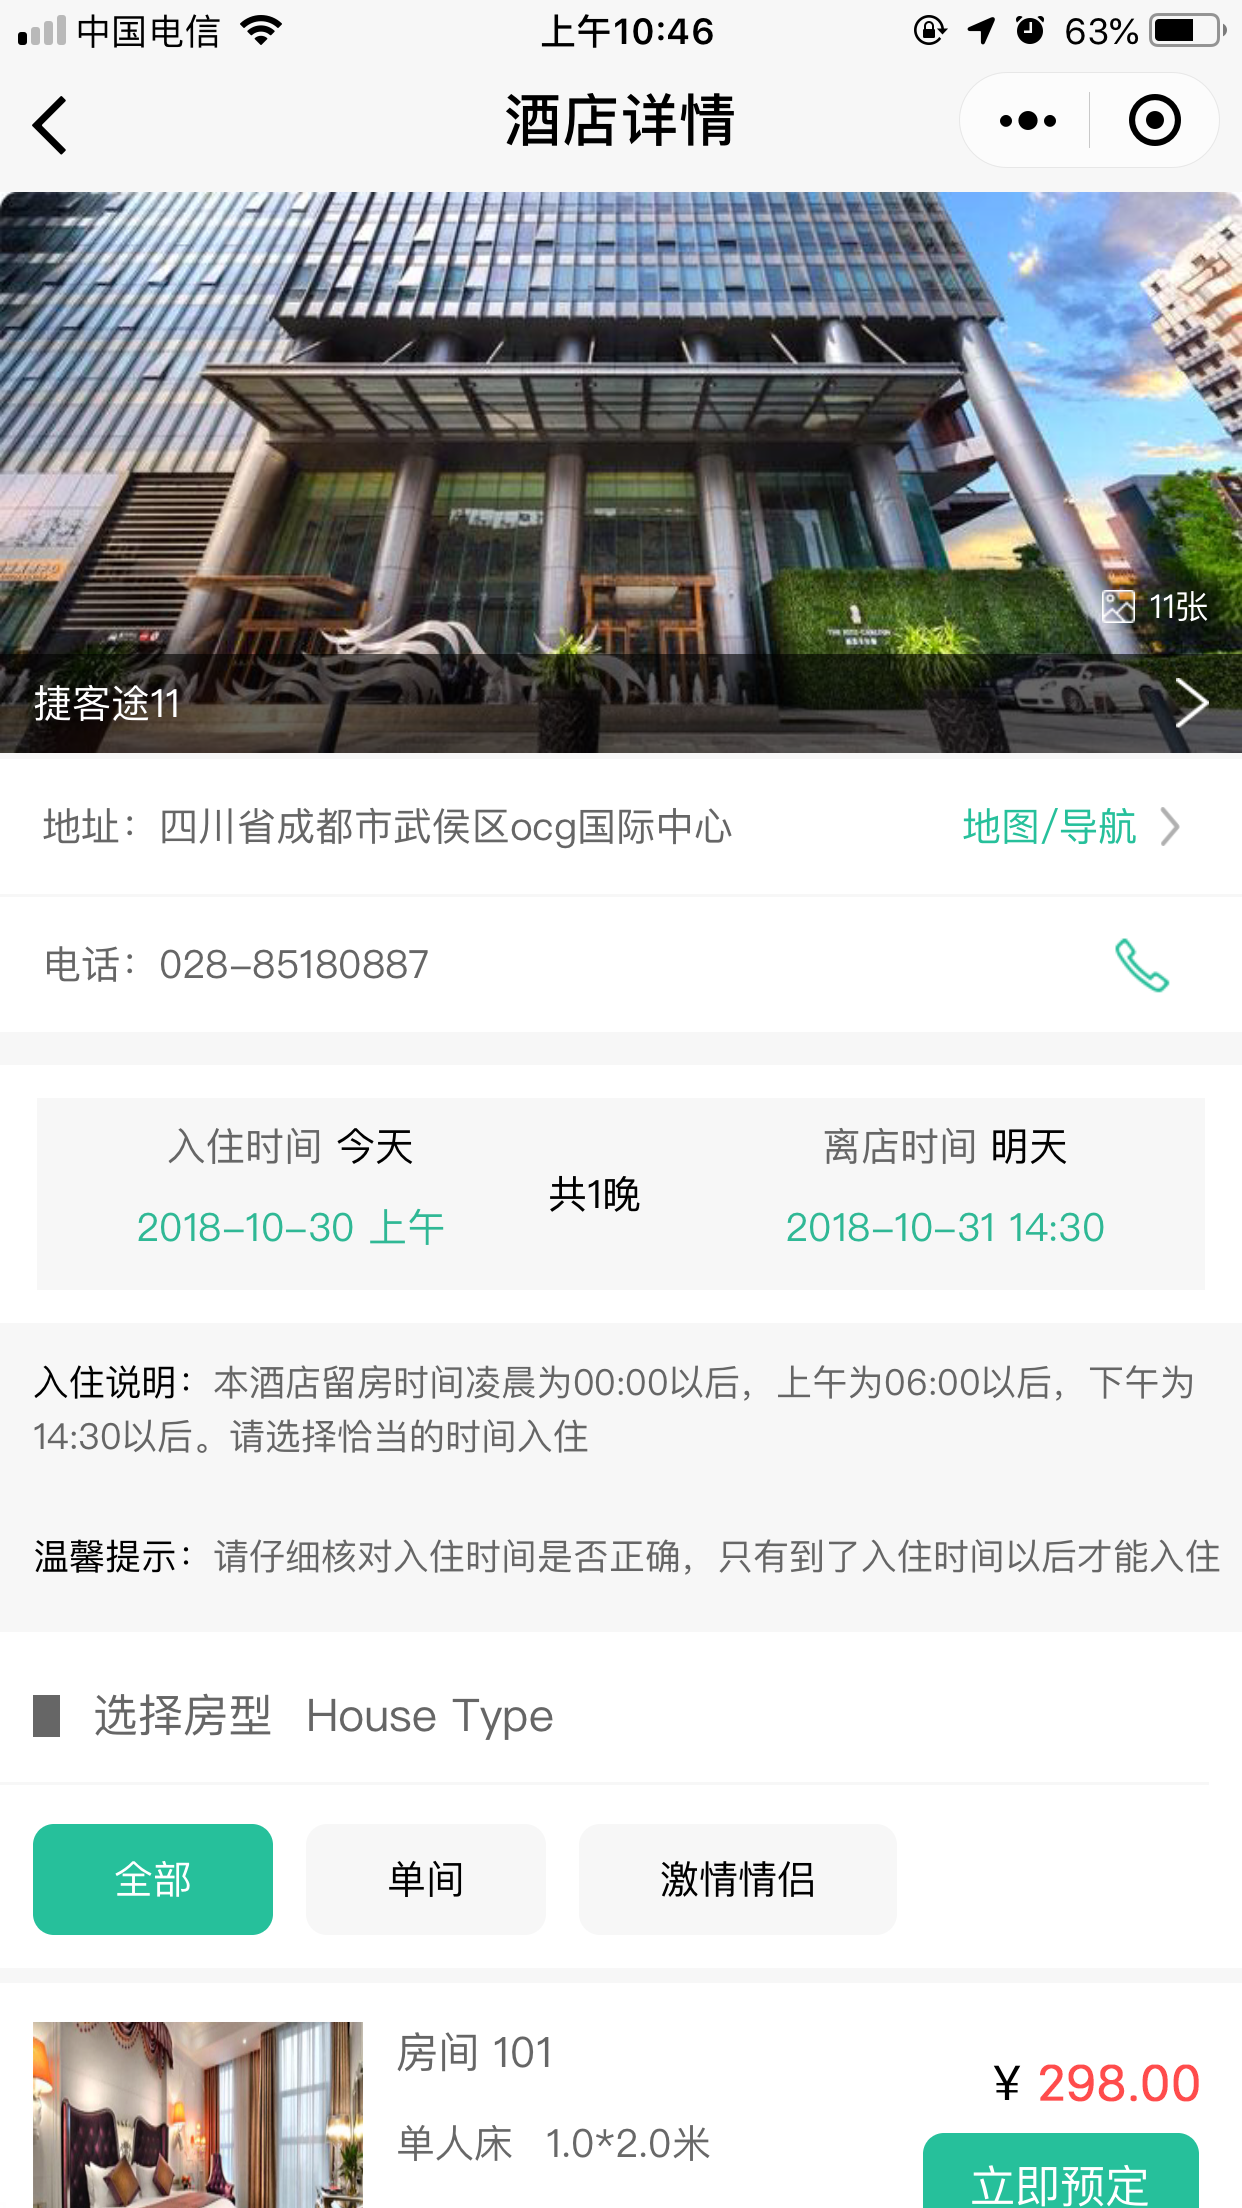 中国电信 上午10:46 63%
酒店详情
11张
捷客途11
地址：四川省成都市武侯区ocg国际中心 地图/导航
电话：028-85180887
入住时间 今天 离店时间 明天
共1晚
2018-10-30 上午 2018-10-31 14:30
入住说明：本酒店留房时间凌晨为00:00以后，上午为06:00以后，下午为
14:30以后。请选择恰当的时间入住
温馨提示：请仔细核对入住时间是否正确，只有到了入住时间以后才能入住
选择房型 House Type
全部 单间 激情情侣
房间 101
¥ 298.00
单人床 1.0*2.0米
立即预定